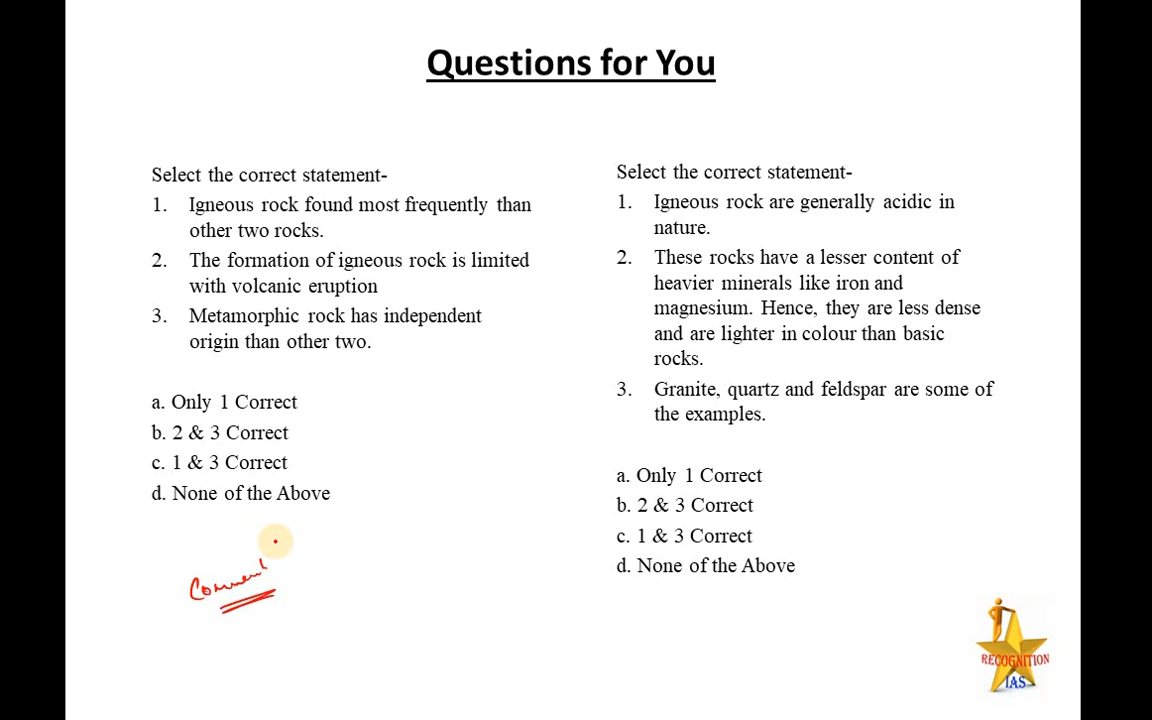 Questions for You
Select the correct statement-
1. Igneous rock found most frequently than
other two rocks.
2. The formation of igneous rock is limited
with volcanic eruption
3. Metamorphic rock has independent
origin than other two.
a. Only 1 Correct
b. 2 & 3 Correct
c. 1 & 3 Correct
d. None of the Above
Comment
Select the correct statement-
1. Igneous rock are generally acidic in
nature.
2. These rocks have a lesser content of
heavier minerals like iron and
magnesium. Hence, they are less dense
and are lighter in colour than basic
rocks.
3. Granite, quartz and feldspar are some of
the examples.
a. Only 1 Correct
b. 2 & 3 Correct
c. 1 & 3 Correct
d. None of the Above
RECOGNITION
IAS